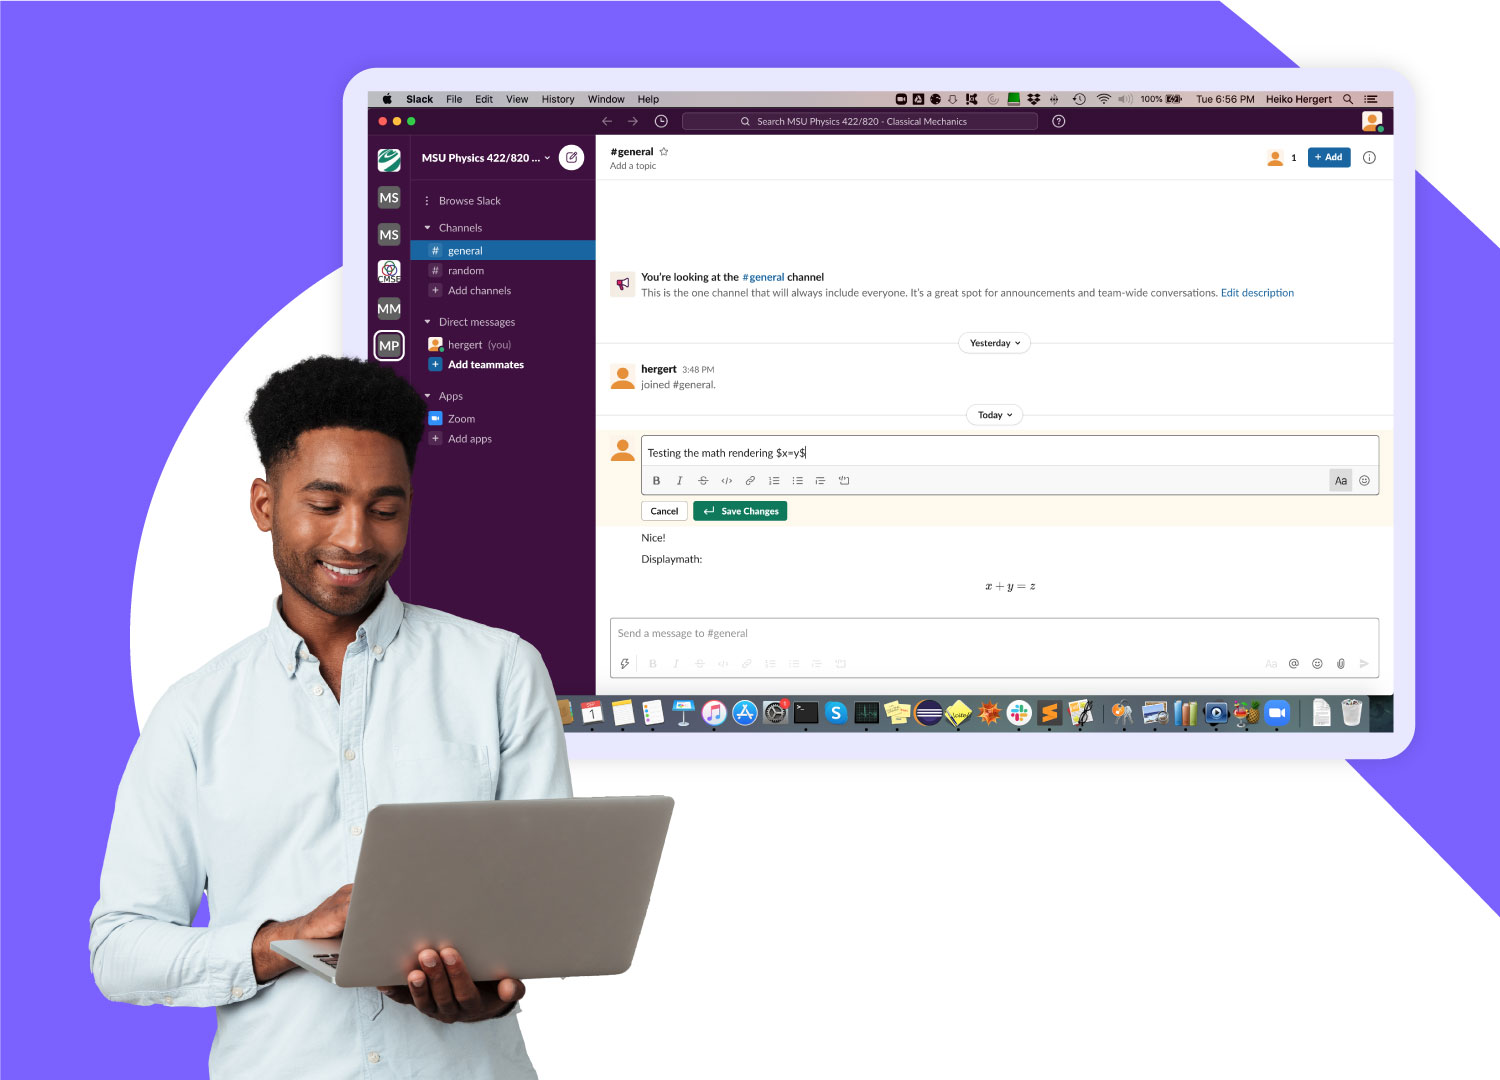 Slack File Edit View History Window Help 100% Tue 6:56 PM Heiko Hergert
Search MSU Physics 422/820 - Classical Mechanics
MSU Physics 422/820 ...
MS
MS
CMSE
MM
MP
Browse Slack
Channels
# general
# random
+ Add channels
Direct messages
hergert (you)
+ Add teammates
Apps
Zoom
+ Add apps
#general
Add a topic
1 + Add
You're looking at the #general channel
This is the one channel that will always include everyone. It's a great spot for announcements and team-wide conversations. Edit description
Yesterday
hergert 3:48 PM
joined #general.
Today
Testing the math rendering $x=y$
B I S </> Aa
Cancel Save Changes
Nice!
Displaymath:
x + y = z
Send a message to #general
B I S </> Aa @
1
S